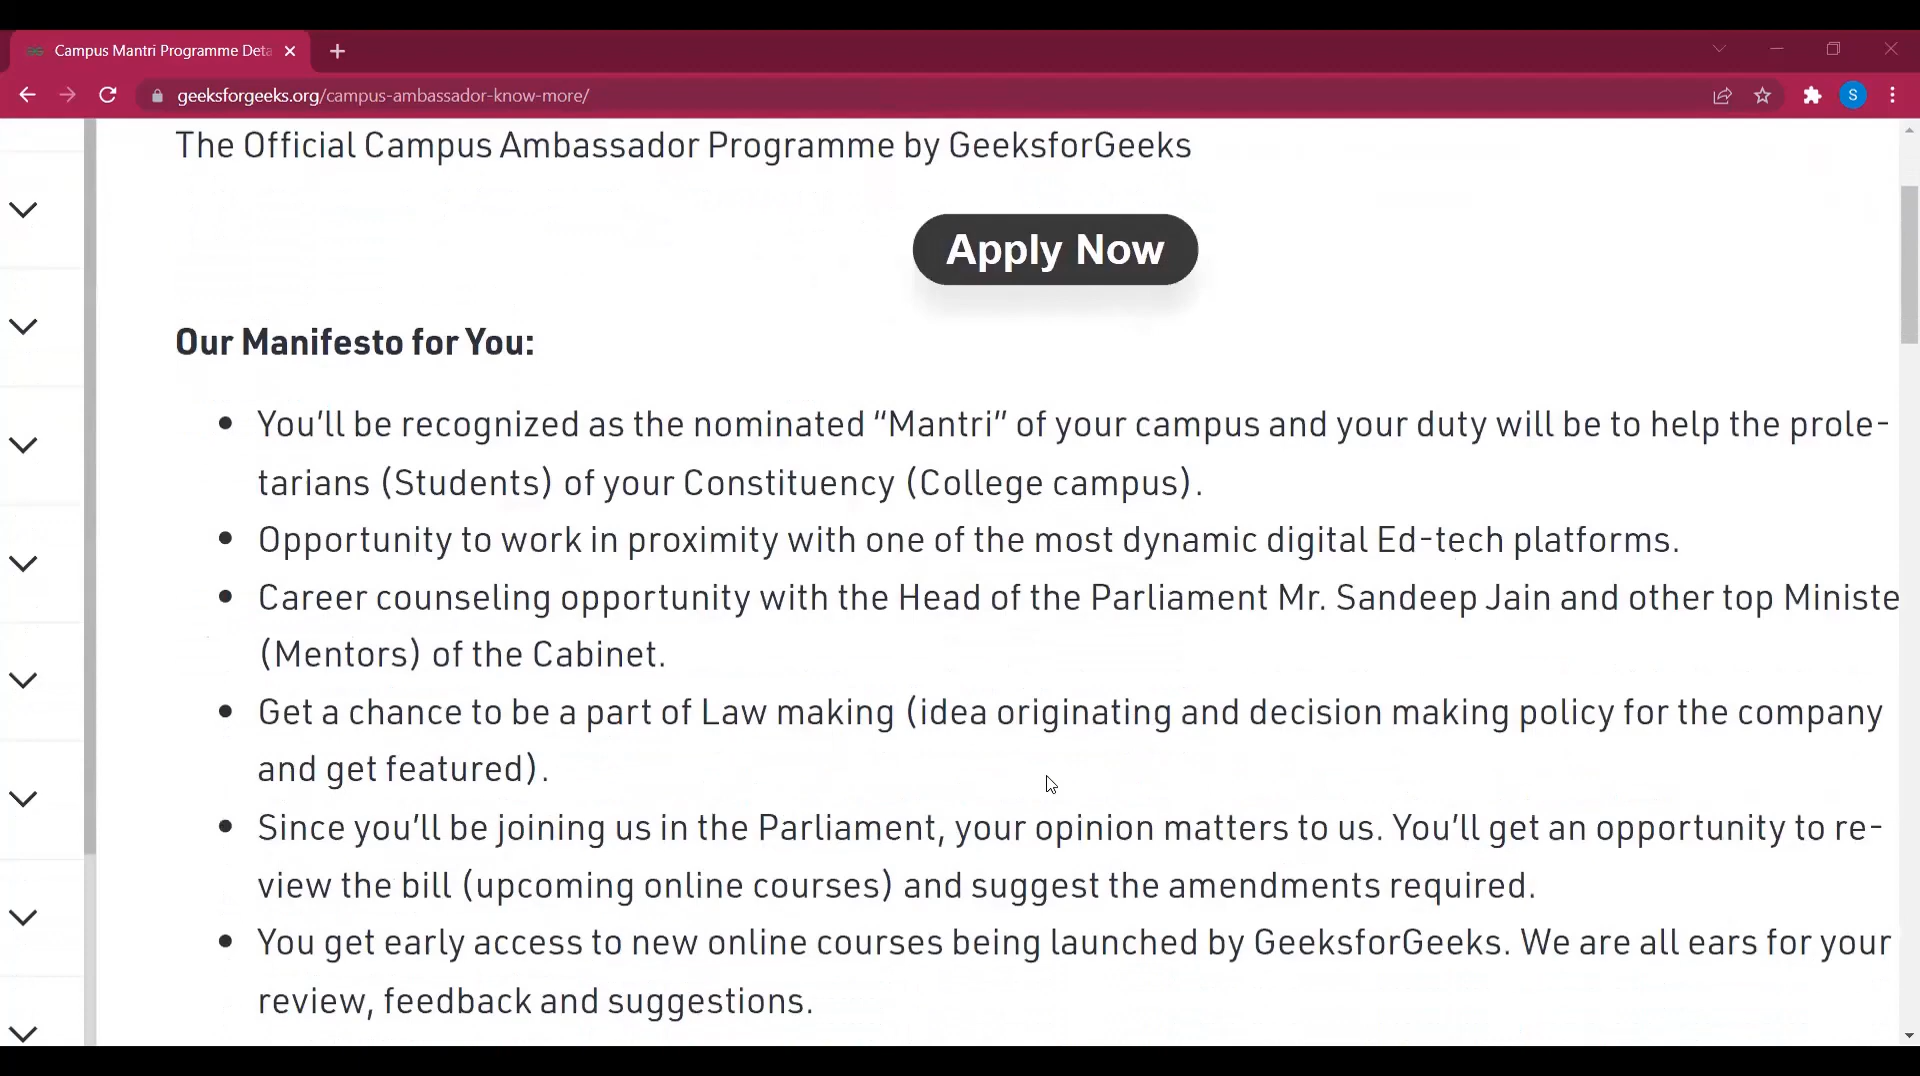 Campus Mantri Programme Deta
geeksforgeeks.org/campus-ambassador-know-more/
S
The Official Campus Ambassador Programme by GeeksforGeeks
Apply Now
Our Manifesto for You:
You’ll be recognized as the nominated “Mantri” of your campus and your duty will be to help the prole-
tarians (Students) of your Constituency (College campus).
Opportunity to work in proximity with one of the most dynamic digital Ed-tech platforms.
Career counseling opportunity with the Head of the Parliament Mr. Sandeep Jain and other top Ministe
(Mentors) of the Cabinet.
Get a chance to be a part of Law making (idea originating and decision making policy for the company
and get featured).
Since you’ll be joining us in the Parliament, your opinion matters to us. You’ll get an opportunity to re-
view the bill (upcoming online courses) and suggest the amendments required.
You get early access to new online courses being launched by GeeksforGeeks. We are all ears for your
review, feedback and suggestions.